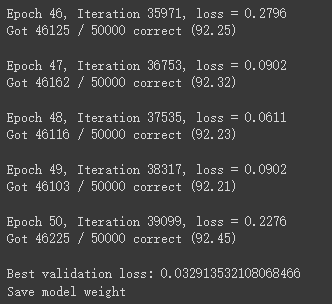 Epoch 46, Iteration 35971, loss = 0.2796
Got 46125 / 50000 correct (92.25)
Epoch 47, Iteration 36753, loss = 0.0902
Got 46162 / 50000 correct (92.32)
Epoch 48, Iteration 37535, loss = 0.0611
Got 46116 / 50000 correct (92.23)
Epoch 49, Iteration 38317, loss = 0.0902
Got 46103 / 50000 correct (92.21)
Epoch 50, Iteration 39099, loss = 0.2276
Got 46225 / 50000 correct (92.45)
Best validation loss: 0.032913532108068466
Save model weight